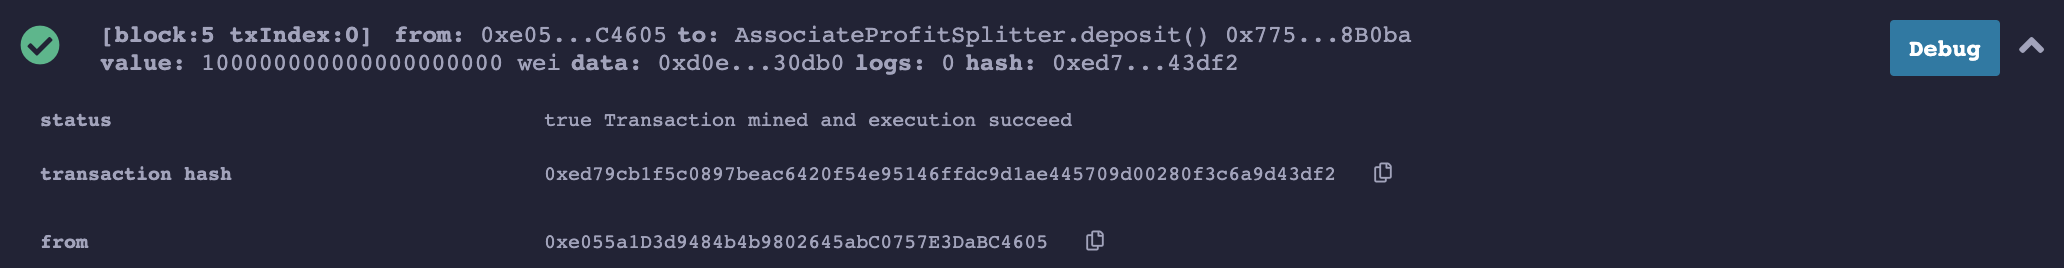 [block:5 txIndex:0] from: 0xe05...C4605 to: AssociateProfitSplitter.deposit() 0x775...8B0ba
value: 100000000000000000000 wei data: 0xd0e...30db0 logs: 0 hash: 0xed7...43df2
Debug
status true Transaction mined and execution succeed
transaction hash 0xed79cb1f5c0897beac6420f54e95146ffdc9d1ae445709d00280f3c6a9d43df2
from 0xe055a1D3d9484b4b9802645abC0757E3DaBC4605